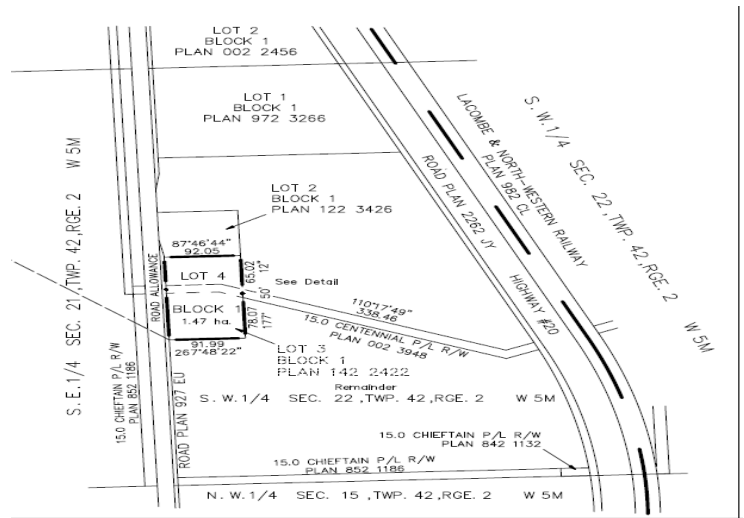 LOT 2
BLOCK 1
PLAN 002 2456
LOT 1
BLOCK 1
PLAN 972 3266
S. W. 1/4 SEC. 22 ,TWP. 42,RGE. 2 W 5M
LACOMBE & NORTH-WESTERN RAILWAY
PLAN 982 CL
ROAD PLAN 2262 JY
HIGHWAY #20
S.E.1/4 SEC. 21 ,TWP. 42,RGE. 2 W 5M
LOT 2
BLOCK 1
PLAN 122 3426
87°46'44"
92.05
LOT 4
65.02
12"
See Detail
ROAD ALLOWANCE
BLOCK 1
1.47 ha.
78.07
177° 50'
110°17'49"
338.46
15.0 CENTENNIAL P/L R/W
PLAN 002 3948
91.99
267°48'22"
LOT 3
BLOCK 1
PLAN 142 2422
Remainder
S. W.1/4 SEC. 22 ,TWP. 42,RGE. 2 W 5M
15.0 CHIEFTAIN P/L R/W
PLAN 852 1186
ROAD PLAN 927 EU
15.0 CHIEFTAIN P/L R/W
PLAN 842 1132
15.0 CHIEFTAIN P/L R/W
PLAN 852 1186
N. W.1/4 SEC. 15 ,TWP. 42,RGE. 2 W 5M